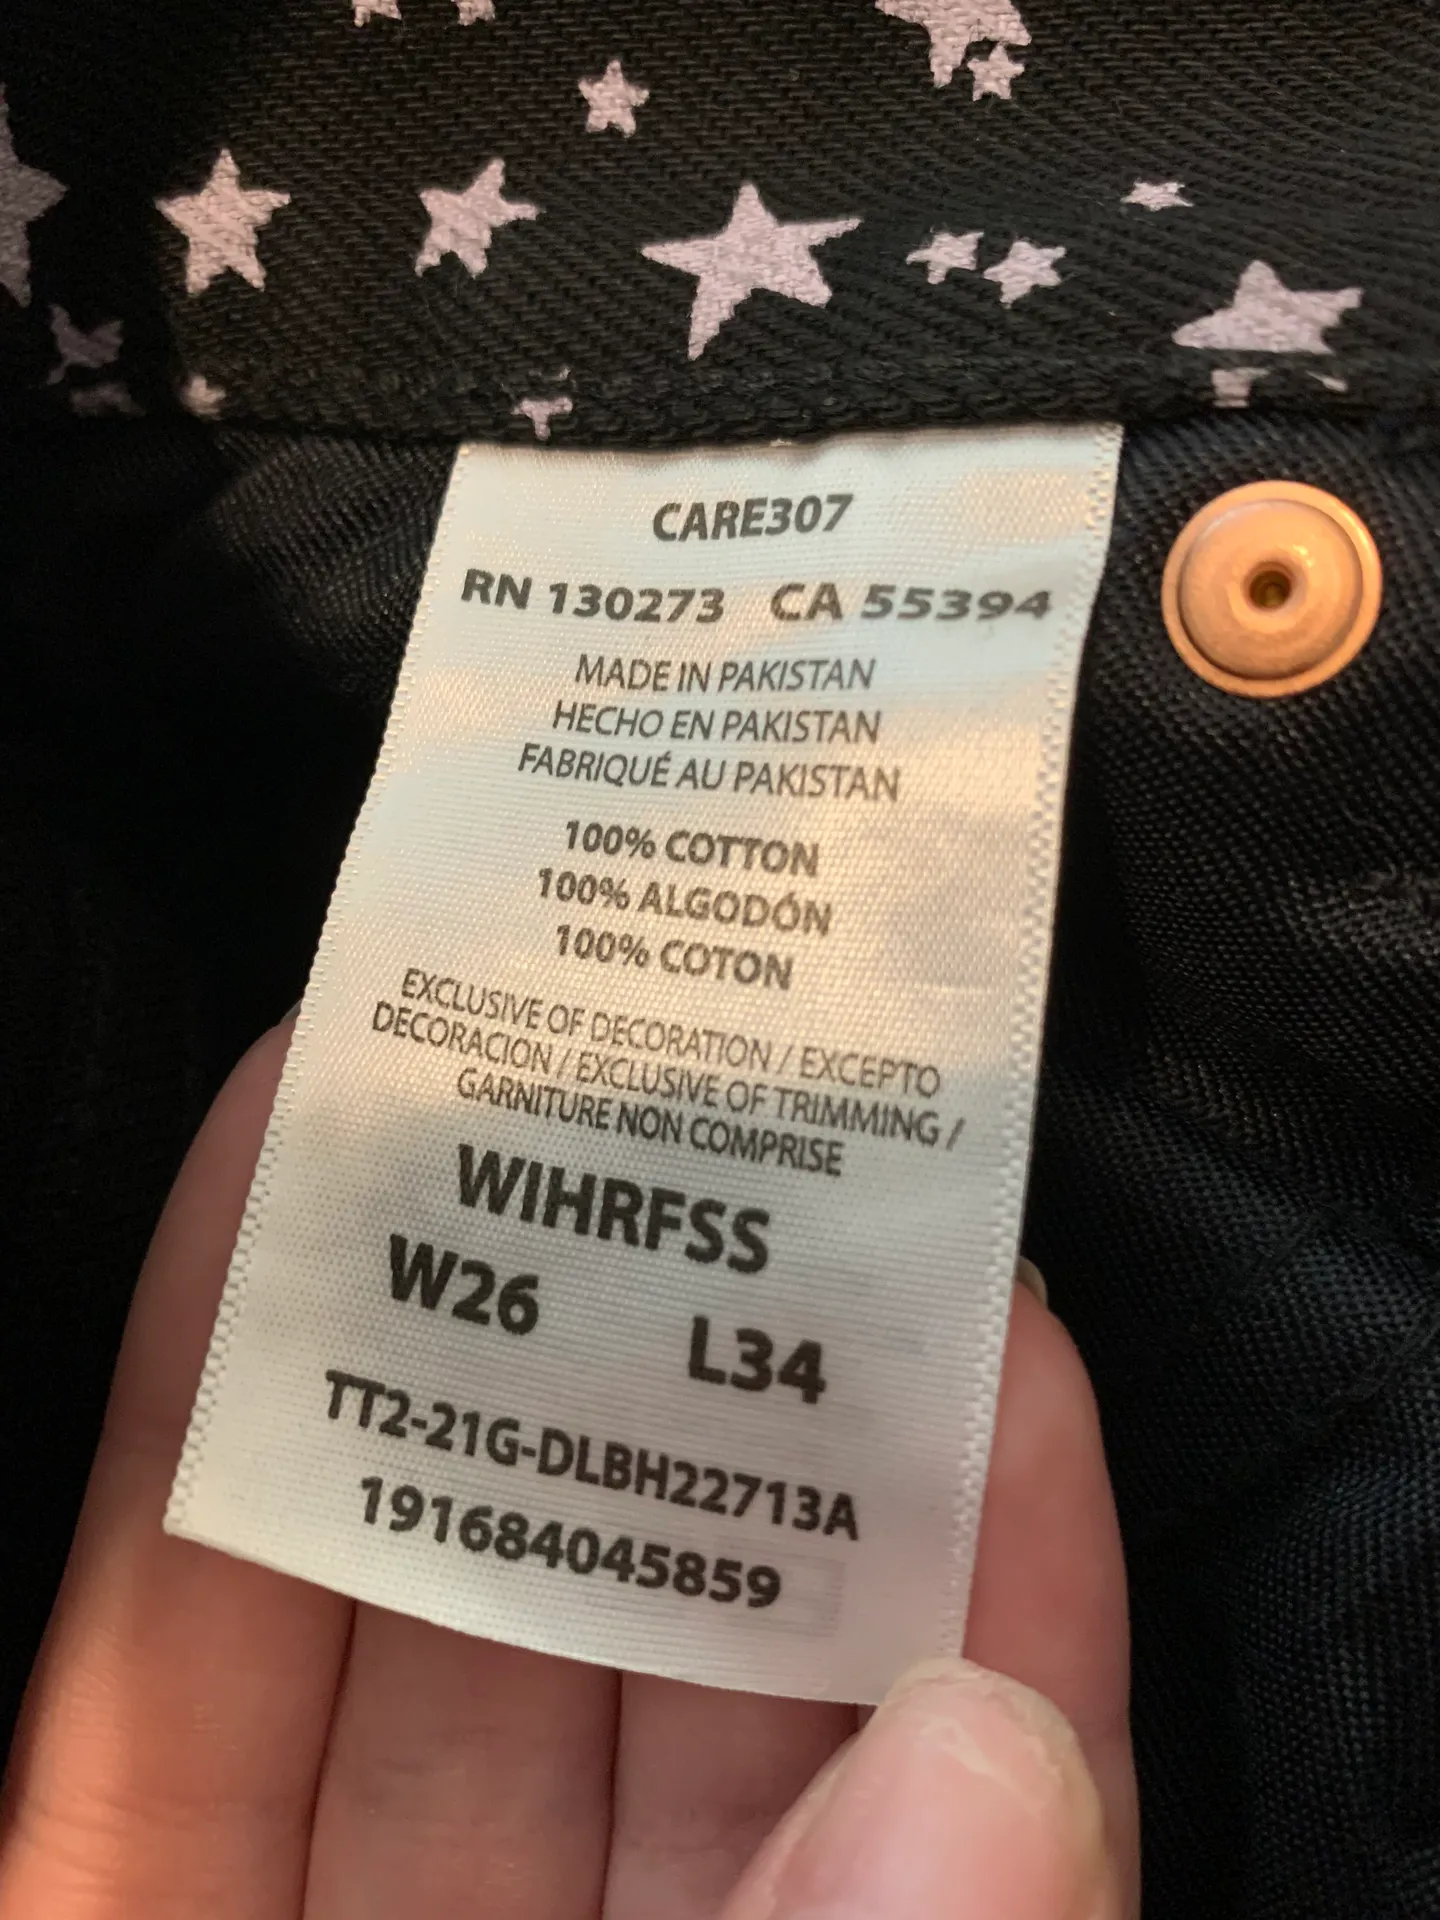 CARE307
RN 130273 CA 55394
MADE IN PAKISTAN
HECHO EN PAKISTAN
FABRIQUÉ AU PAKISTAN
100% COTTON
100% ALGODÓN
100% COTON
EXCLUSIVE OF DECORATION / EXCEPTO
DECORACION / EXCLUSIVE OF TRIMMING /
GARNITURE NON COMPRISE
WIHRFSS
W26 L34
TT2-21G-DLBH22713A
191684045859